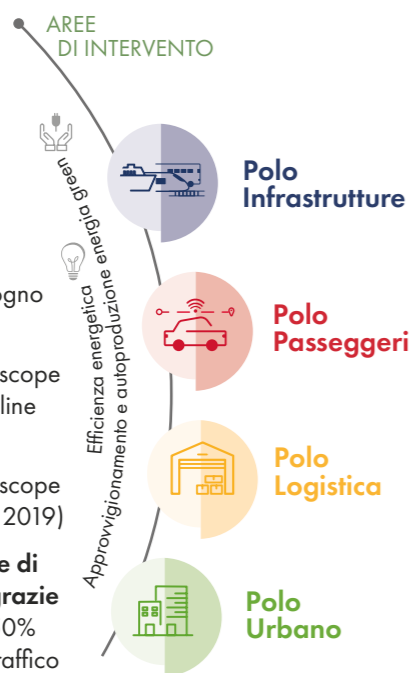 AREE
DI INTERVENTO
Polo
Infrastrutture
Polo
Passeggeri
Polo
Logistica
Polo
Urbano
Efficienza energetica
Approvvigionamento e autoproduzione energia green
ogno
scope
line
scope
2019)
e di
grazie
0%
raffico